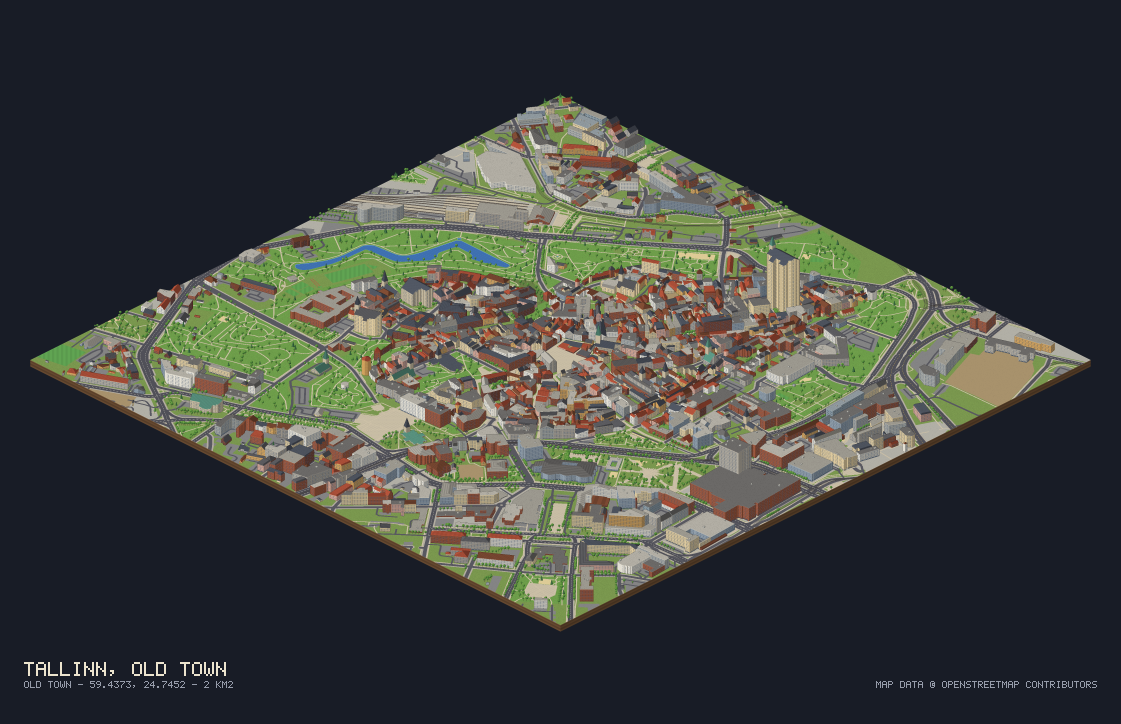 TALLINN, OLD TOWN
OLD TOWN - 59.4373, 24.7452 - 2 KM2
MAP DATA @ OPENSTREETMAP CONTRIBUTORS